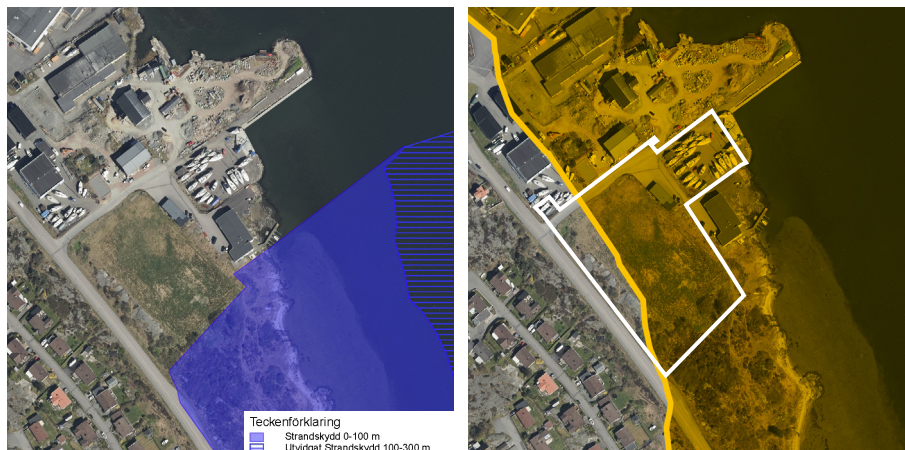 Teckenförklaring
Strandskydd 0-100 m
Utvidgat Strandskydd 100-300 m